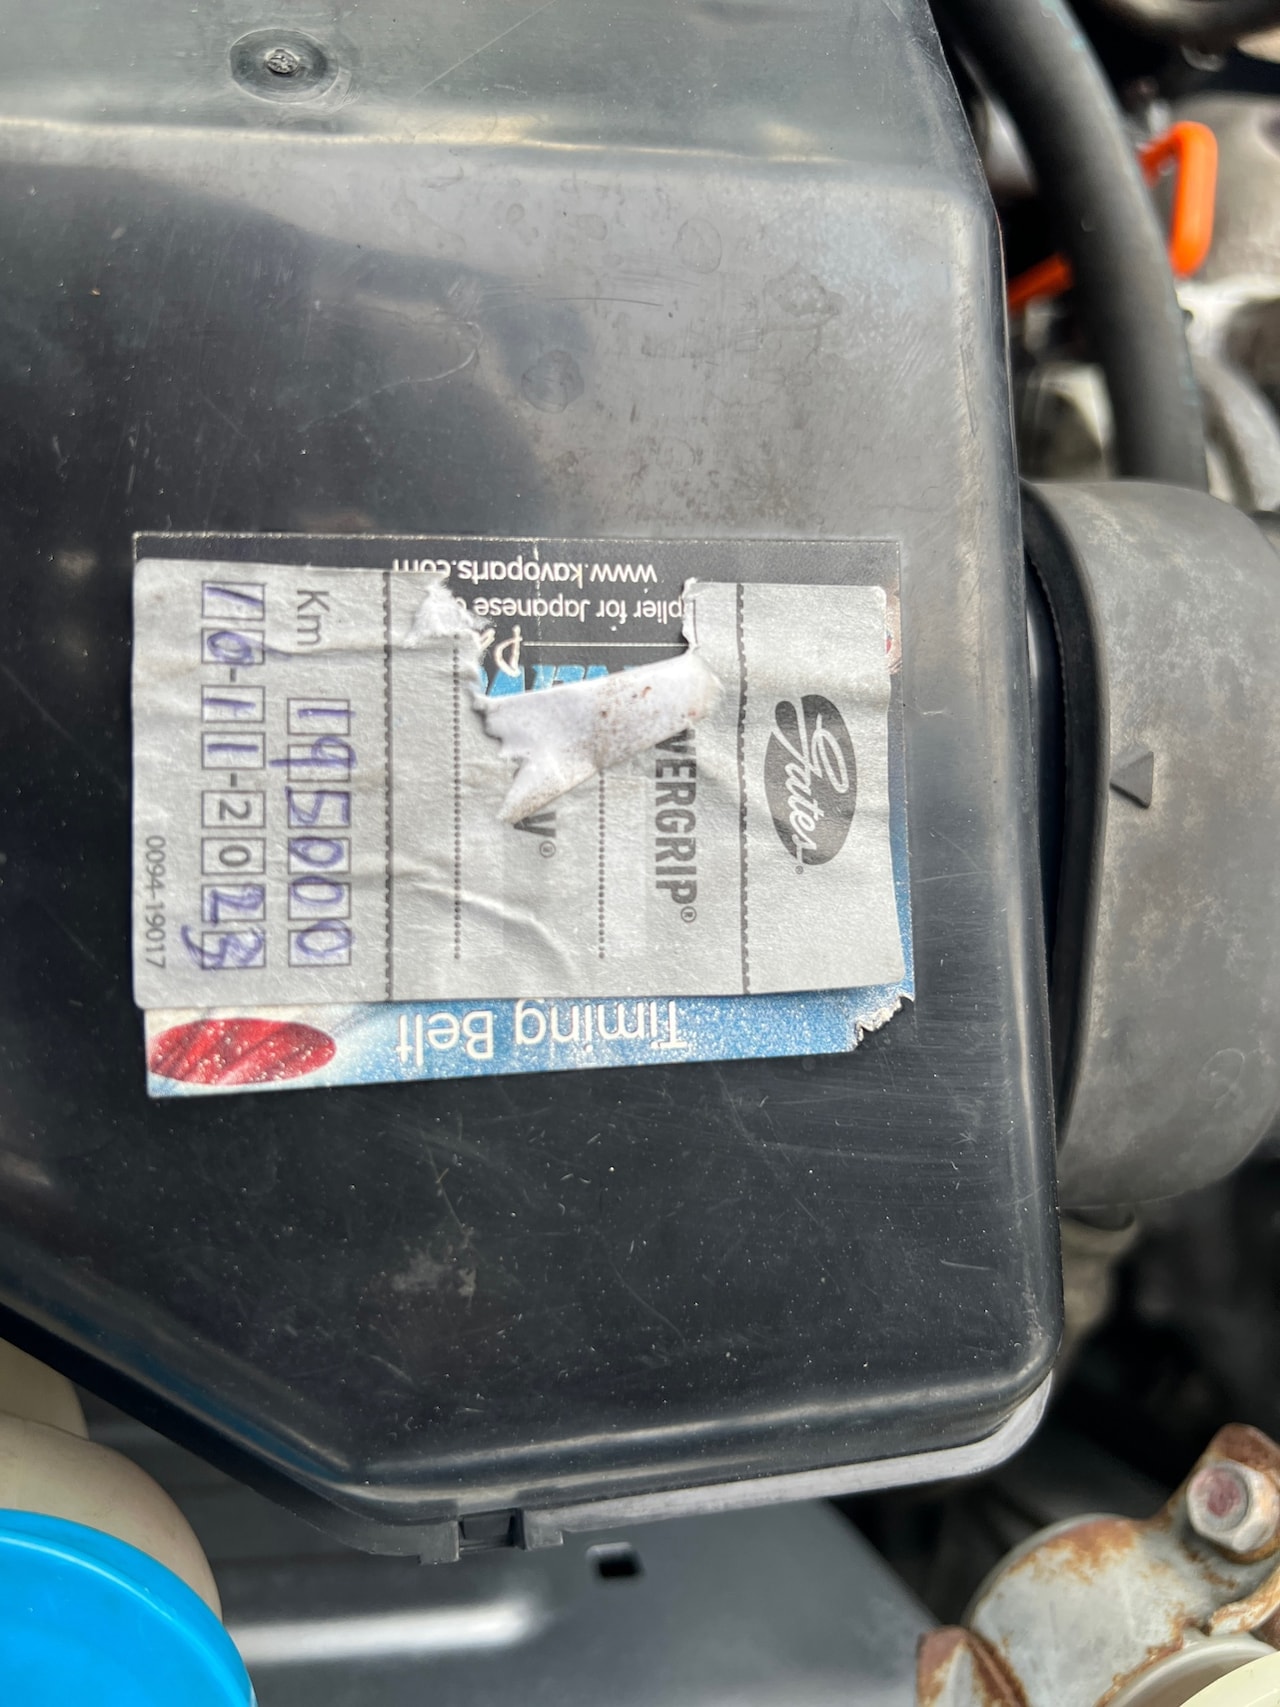 Gates®
VERGRIP®
V®
Km 195000
10-11-2023
0094-19017
Timing Belt
plier for Japanese
www.kavoparts.com